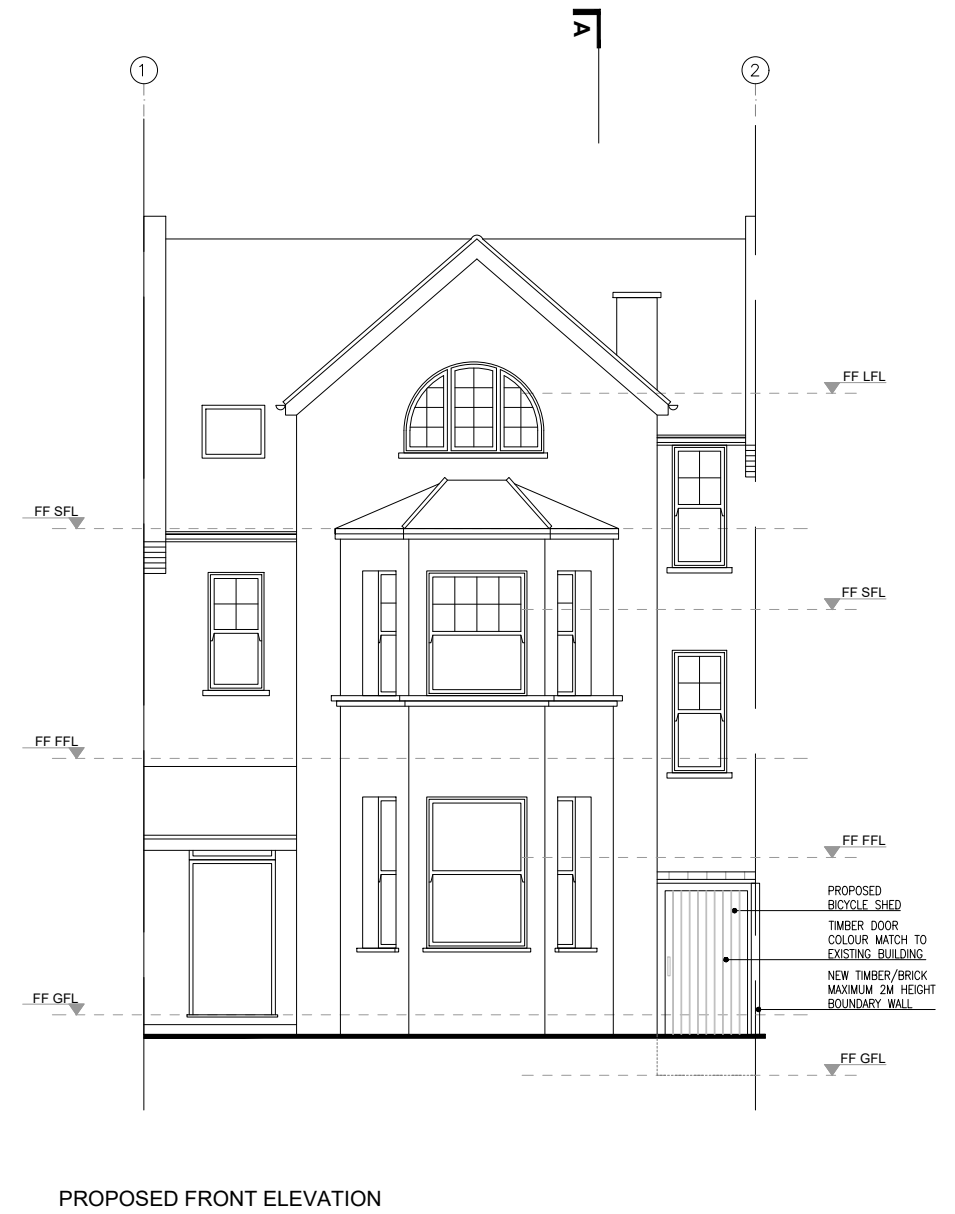 A
1
2
FF LFL
FF SFL
FF SFL
FF FFL
FF FFL
PROPOSED
BICYCLE SHED
TIMBER DOOR
COLOUR MATCH TO
EXISTING BUILDING
NEW TIMBER/BRICK
MAXIMUM 2M HEIGHT
BOUNDARY WALL
FF GFL
FF GFL
PROPOSED FRONT ELEVATION